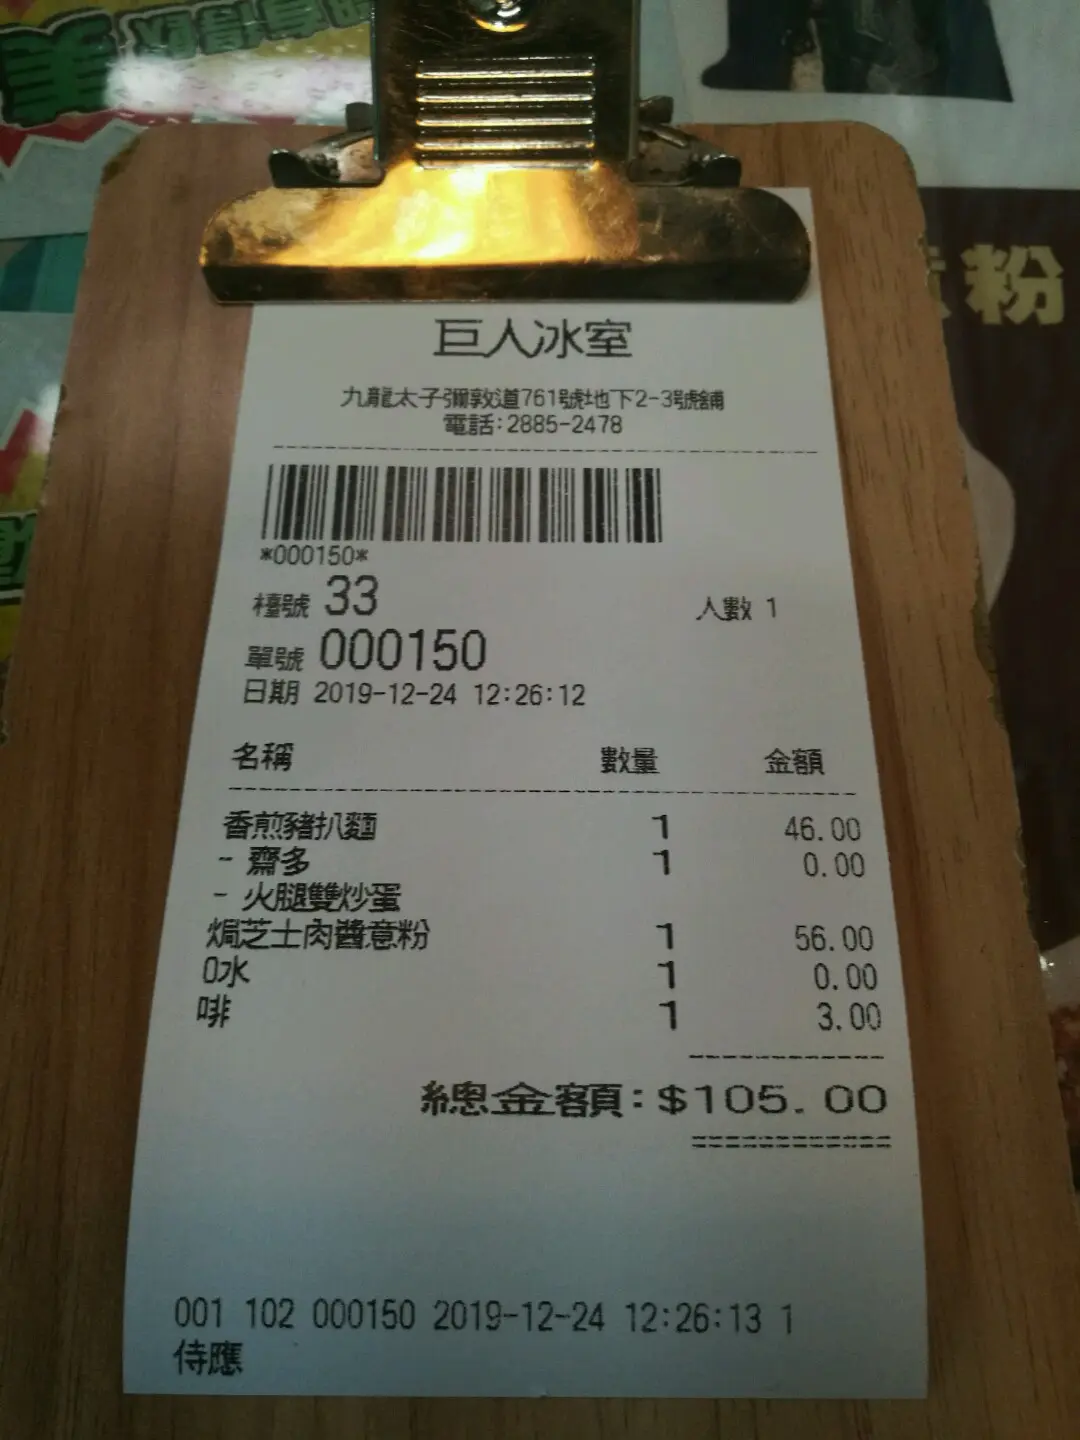 意粉
巨人冰室
九龍太子彌敦道761號地下2-3號舖
電話:2885-2478
*000150*
檯號 33 人數 1
單號 000150
日期 2019-12-24 12:26:12
名稱 數量 金額
香煎豬扒麵 1 46.00
- 齋多 1 0.00
- 火腿雙炒蛋
焗芝士肉醬意粉 1 56.00
0水 1 0.00
啡 1 3.00
總金額:$105.00
001 102 000150 2019-12-24 12:26:13 1
侍應